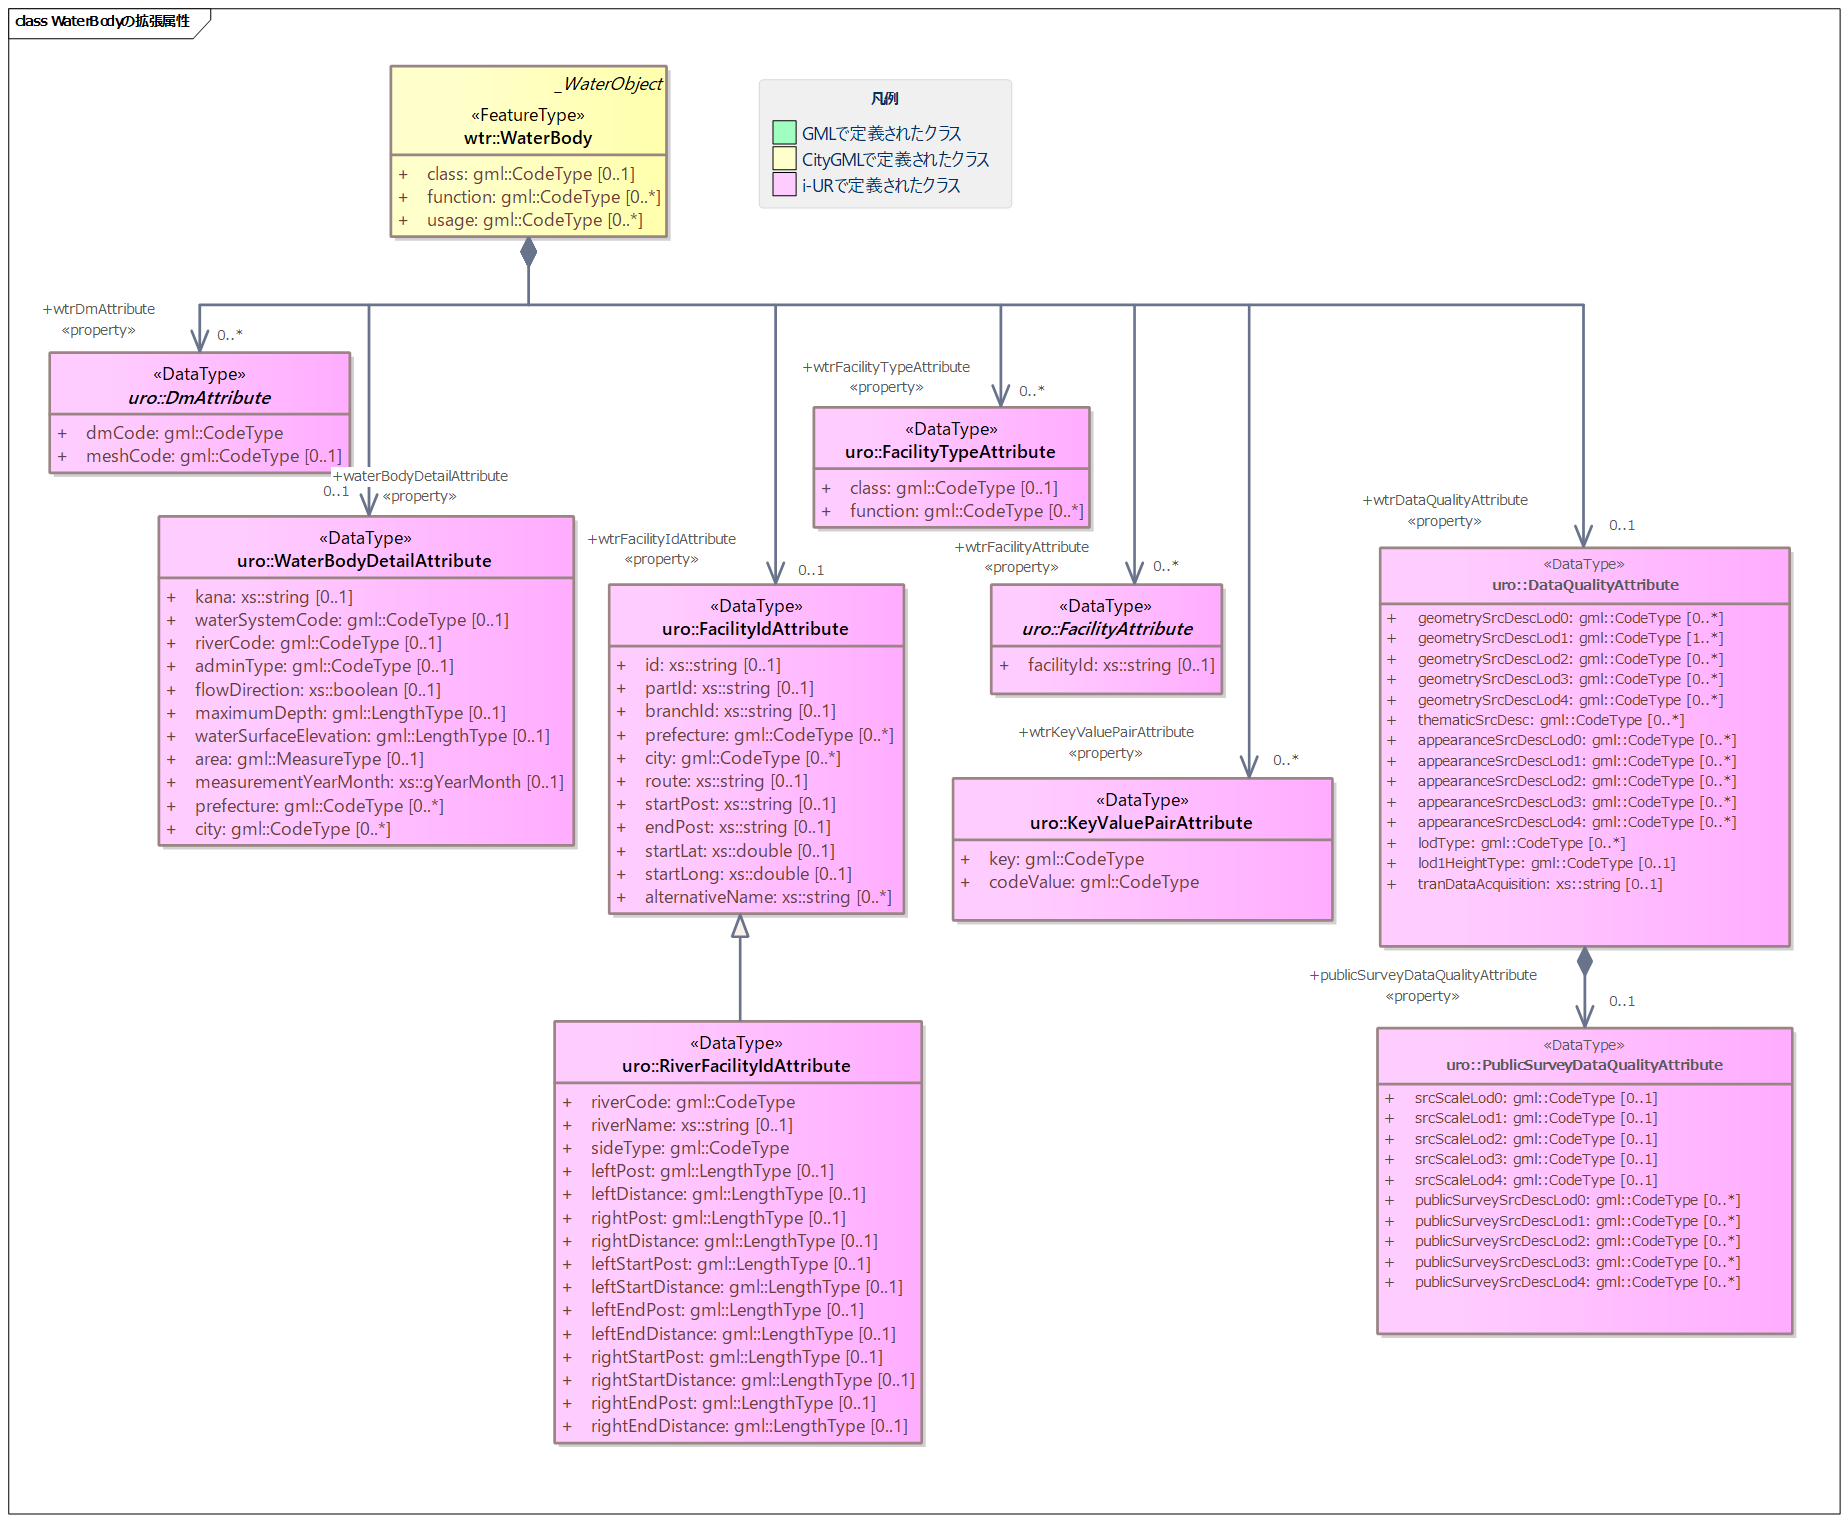 class WaterBodyの拡張属性
_WaterObject
«FeatureType»
wtr::WaterBody
+ class: gml::CodeType [0..1]
+ function: gml::CodeType [0..*]
+ usage: gml::CodeType [0..*]
凡例
GMLで定義されたクラス
CityGMLで定義されたクラス
i-URで定義されたクラス
+wtrDmAttribute
«property»
0..*
«DataType»
uro::DmAttribute
+ dmCode: gml::CodeType
+ meshCode: gml::CodeType [0..1]
+waterBodyDetailAttribute
0..1
«property»
«DataType»
uro::WaterBodyDetailAttribute
+ kana: xs::string [0..1]
+ waterSystemCode: gml::CodeType [0..1]
+ riverCode: gml::CodeType [0..1]
+ adminType: gml::CodeType [0..1]
+ flowDirection: xs::boolean [0..1]
+ maximumDepth: gml::LengthType [0..1]
+ waterSurfaceElevation: gml::LengthType [0..1]
+ area: gml::MeasureType [0..1]
+ measurementYearMonth: xs::gYearMonth [0..1]
+ prefecture: gml::CodeType [0..*]
+ city: gml::CodeType [0..*]
+wtrFacilityIdAttribute
«property»
0..1
«DataType»
uro::FacilityIdAttribute
+ id: xs::string [0..1]
+ partId: xs::string [0..1]
+ branchId: xs::string [0..1]
+ prefecture: gml::CodeType [0..*]
+ city: gml::CodeType [0..*]
+ route: xs::string [0..1]
+ startPost: xs::string [0..1]
+ endPost: xs::string [0..1]
+ startLat: xs::double [0..1]
+ startLong: xs::double [0..1]
+ alternativeName: xs::string [0..*]
«DataType»
uro::RiverFacilityIdAttribute
+ riverCode: gml::CodeType
+ riverName: xs::string [0..1]
+ sideType: gml::CodeType
+ leftPost: gml::LengthType [0..1]
+ leftDistance: gml::LengthType [0..1]
+ rightPost: gml::LengthType [0..1]
+ rightDistance: gml::LengthType [0..1]
+ leftStartPost: gml::LengthType [0..1]
+ leftStartDistance: gml::LengthType [0..1]
+ leftEndPost: gml::LengthType [0..1]
+ leftEndDistance: gml::LengthType [0..1]
+ rightStartPost: gml::LengthType [0..1]
+ rightStartDistance: gml::LengthType [0..1]
+ rightEndPost: gml::LengthType [0..1]
+ rightEndDistance: gml::LengthType [0..1]
+wtrFacilityTypeAttribute
«property»
0..*
«DataType»
uro::FacilityTypeAttribute
+ class: gml::CodeType [0..1]
+ function: gml::CodeType [0..*]
+wtrFacilityAttribute
«property»
0..*
«DataType»
uro::FacilityAttribute
+ facilityId: xs::string [0..1]
+wtrKeyValuePairAttribute
«property»
0..*
«DataType»
uro::KeyValuePairAttribute
+ key: gml::CodeType
+ codeValue: gml::CodeType
+wtrDataQualityAttribute
«property»
0..1
«DataType»
uro::DataQualityAttribute
+ geometrySrcDescLod0: gml::CodeType [0..*]
+ geometrySrcDescLod1: gml::CodeType [1..*]
+ geometrySrcDescLod2: gml::CodeType [0..*]
+ geometrySrcDescLod3: gml::CodeType [0..*]
+ geometrySrcDescLod4: gml::CodeType [0..*]
+ thematicSrcDesc: gml::CodeType [0..*]
+ appearanceSrcDescLod0: gml::CodeType [0..*]
+ appearanceSrcDescLod1: gml::CodeType [0..*]
+ appearanceSrcDescLod2: gml::CodeType [0..*]
+ appearanceSrcDescLod3: gml::CodeType [0..*]
+ appearanceSrcDescLod4: gml::CodeType [0..*]
+ lodType: gml::CodeType [0..*]
+ lod1HeightType: gml::CodeType [0..1]
+ tranDataAcquisition: xs::string [0..1]
+publicSurveyDataQualityAttribute
«property»
0..1
«DataType»
uro::PublicSurveyDataQualityAttribute
+ srcScaleLod0: gml::CodeType [0..1]
+ srcScaleLod1: gml::CodeType [0..1]
+ srcScaleLod2: gml::CodeType [0..1]
+ srcScaleLod3: gml::CodeType [0..1]
+ srcScaleLod4: gml::CodeType [0..1]
+ publicSurveySrcDescLod0: gml::CodeType [0..*]
+ publicSurveySrcDescLod1: gml::CodeType [0..*]
+ publicSurveySrcDescLod2: gml::CodeType [0..*]
+ publicSurveySrcDescLod3: gml::CodeType [0..*]
+ publicSurveySrcDescLod4: gml::CodeType [0..*]